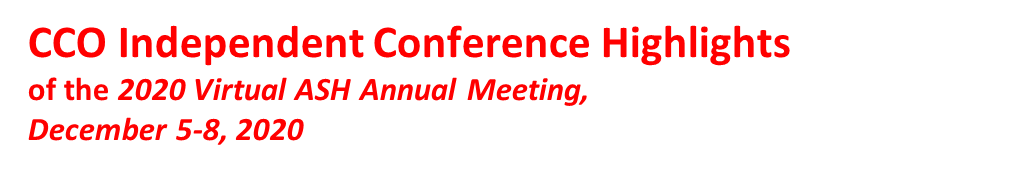 CCO Independent Conference Highlights
of the 2020 Virtual ASH Annual Meeting,
December 5-8, 2020